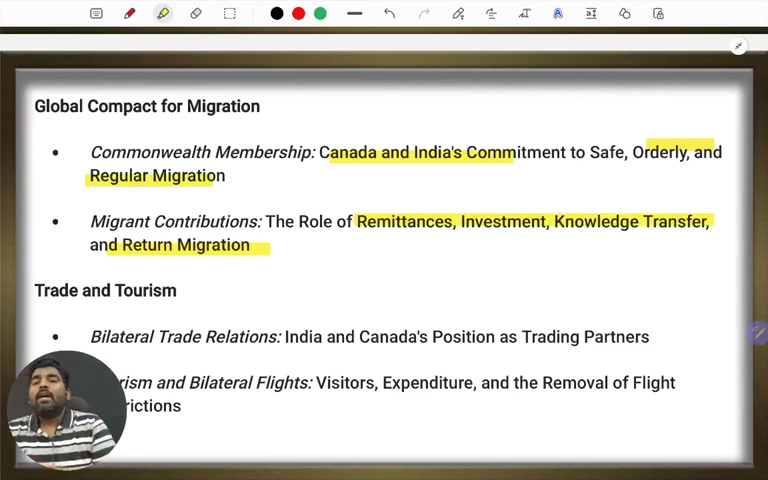 Global Compact for Migration
• Commonwealth Membership: Canada and India's Commitment to Safe, Orderly, and
Regular Migration
• Migrant Contributions: The Role of Remittances, Investment, Knowledge Transfer,
and Return Migration
Trade and Tourism
• Bilateral Trade Relations: India and Canada's Position as Trading Partners
rism and Bilateral Flights: Visitors, Expenditure, and the Removal of Flight
rictions